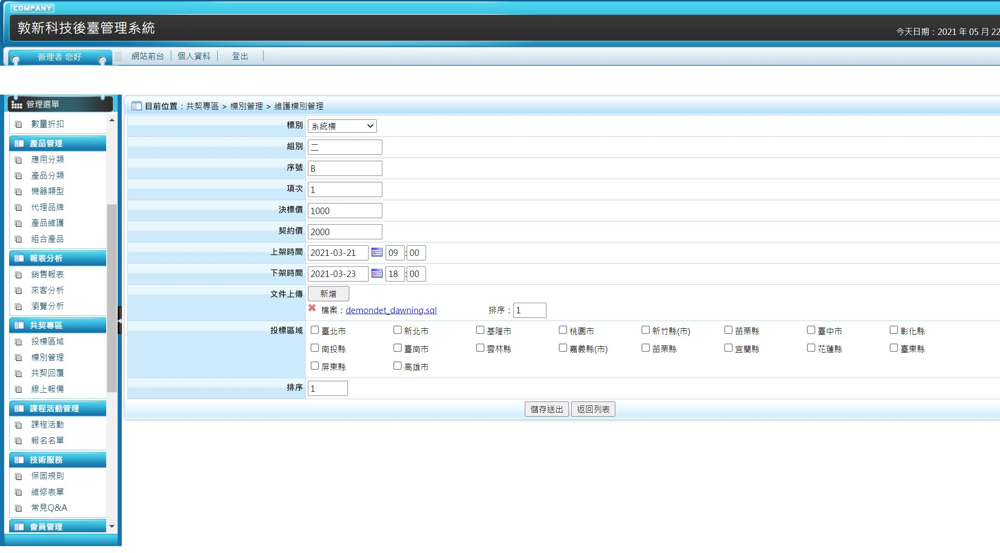 COMPANY
敦新科技後臺管理系統
今天日期：2021 年 05 月 22
管理者 您好
網站前台
個人資料
登出
管理選單
數量折扣
產品管理
應用分類
產品分類
機器類型
代理品牌
產品維護
組合產品
報表分析
銷售報表
來客分析
瀏覽分析
共契專區
投標區域
標別管理
共契回覆
線上報備
課程活動管理
課程活動
報名名單
技術服務
保固規則
維修表單
常見Q&A
會員管理
目前位置：共契專區 > 標別管理 > 維護標別管理
標別 系統標
組別 二
序號 B
項次 1
決標價 1000
契約價 2000
上架時間 2021-03-21 09 : 00
下架時間 2021-03-23 18 : 00
文件上傳 新增
檔案：demondet_dawning.sql 排序：1
投標區域 臺北市 新北市 基隆市 桃園市 新竹縣(市) 苗栗縣 臺中市 彰化縣
南投縣 臺南市 雲林縣 嘉義縣(市) 苗栗縣 宜蘭縣 花蓮縣 臺東縣
屏東縣 高雄市
排序 1
儲存送出 返回列表